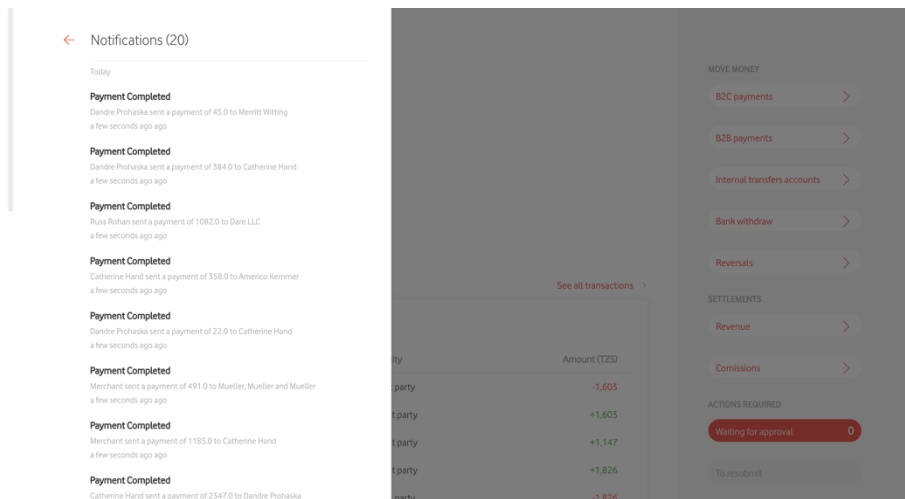 Notifications (20)
Today
Payment Completed
Dandre Prohaska sent a payment of 45.0 to Merritt Witting
a few seconds ago ago
Payment Completed
Dandre Prohaska sent a payment of 384.0 to Catherine Hand
a few seconds ago ago
Payment Completed
Russ Rohan sent a payment of 1082.0 to Dare LLC
a few seconds ago ago
Payment Completed
Catherine Hand sent a payment of 358.0 to Americo Kemmer
a few seconds ago ago
Payment Completed
Dandre Prohaska sent a payment of 22.0 to Catherine Hand
a few seconds ago ago
Payment Completed
Merchant sent a payment of 491.0 to Mueller, Mueller and Mueller
a few seconds ago ago
Payment Completed
Merchant sent a payment of 1185.0 to Catherine Hand
a few seconds ago ago
Payment Completed
Catherine Hand sent a payment of 2347.0 to Dandre Prohaska
See all transactions
Amount (TZS)
party -1,603
t party +1,603
t party +1,147
t party +1,826
party -1,826
MOVE MONEY
B2C payments
B2B payments
Internal transfers accounts
Bank withdraw
Reversals
SETTLEMENTS
Revenue
Comissions
ACTIONS REQUIRED
Waiting for approval 0
To resubmit